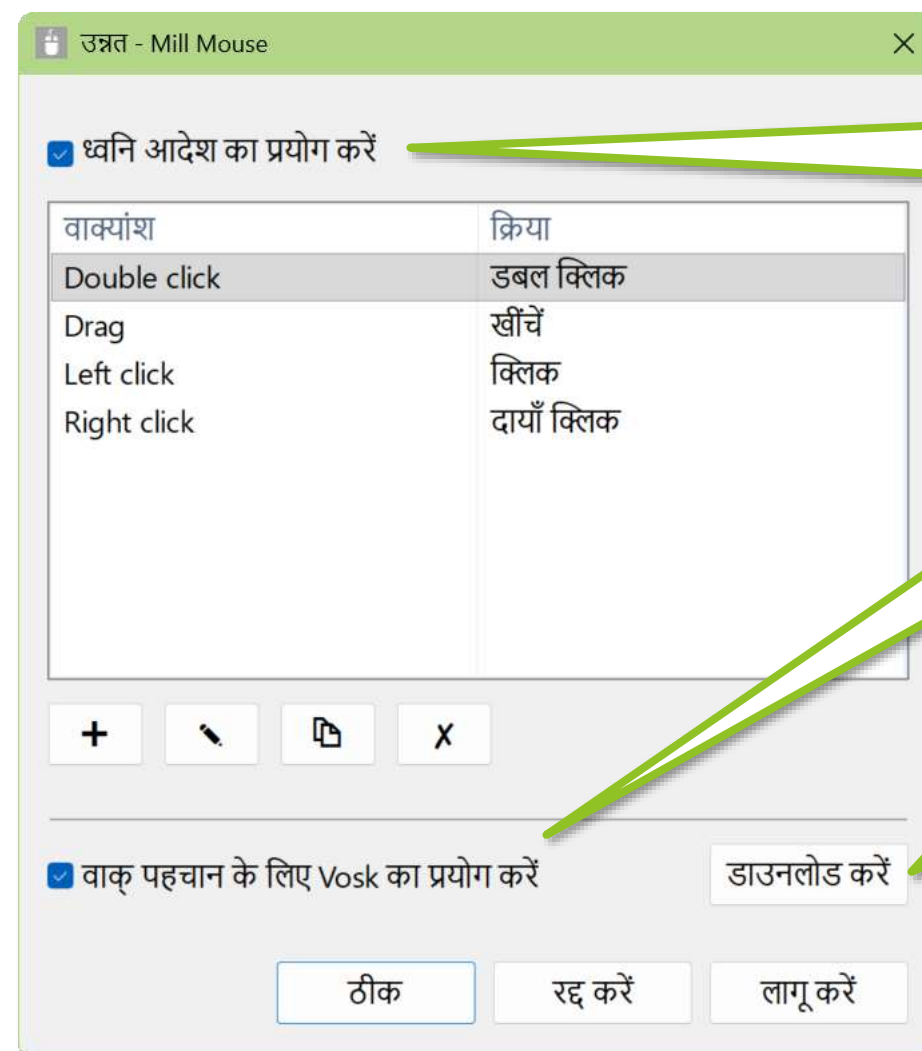 उन्नत - Mill Mouse
ध्वनि आदेश का प्रयोग करें
वाक्यांश क्रिया
Double click डबल क्लिक
Drag खींचें
Left click क्लिक
Right click दायाँ क्लिक
वाक् पहचान के लिए Vosk का प्रयोग करें डाउनलोड करें
ठीक रद्द करें लागू करें